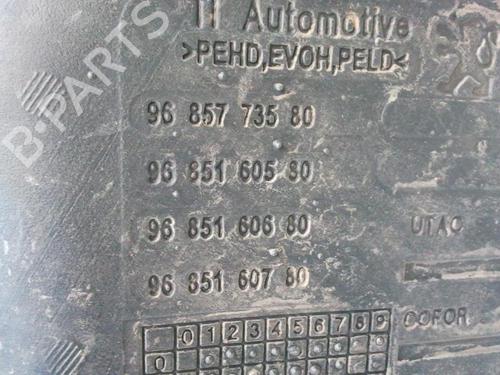 TI Automotive
>PEHD,EVOH,PELD<
96 857 735 80
96 851 605 80
96 851 606 80
UTAC
96 851 607 80
COFOR
0 1 2 3 4 5 6 7 8 9
0
B-PARTS